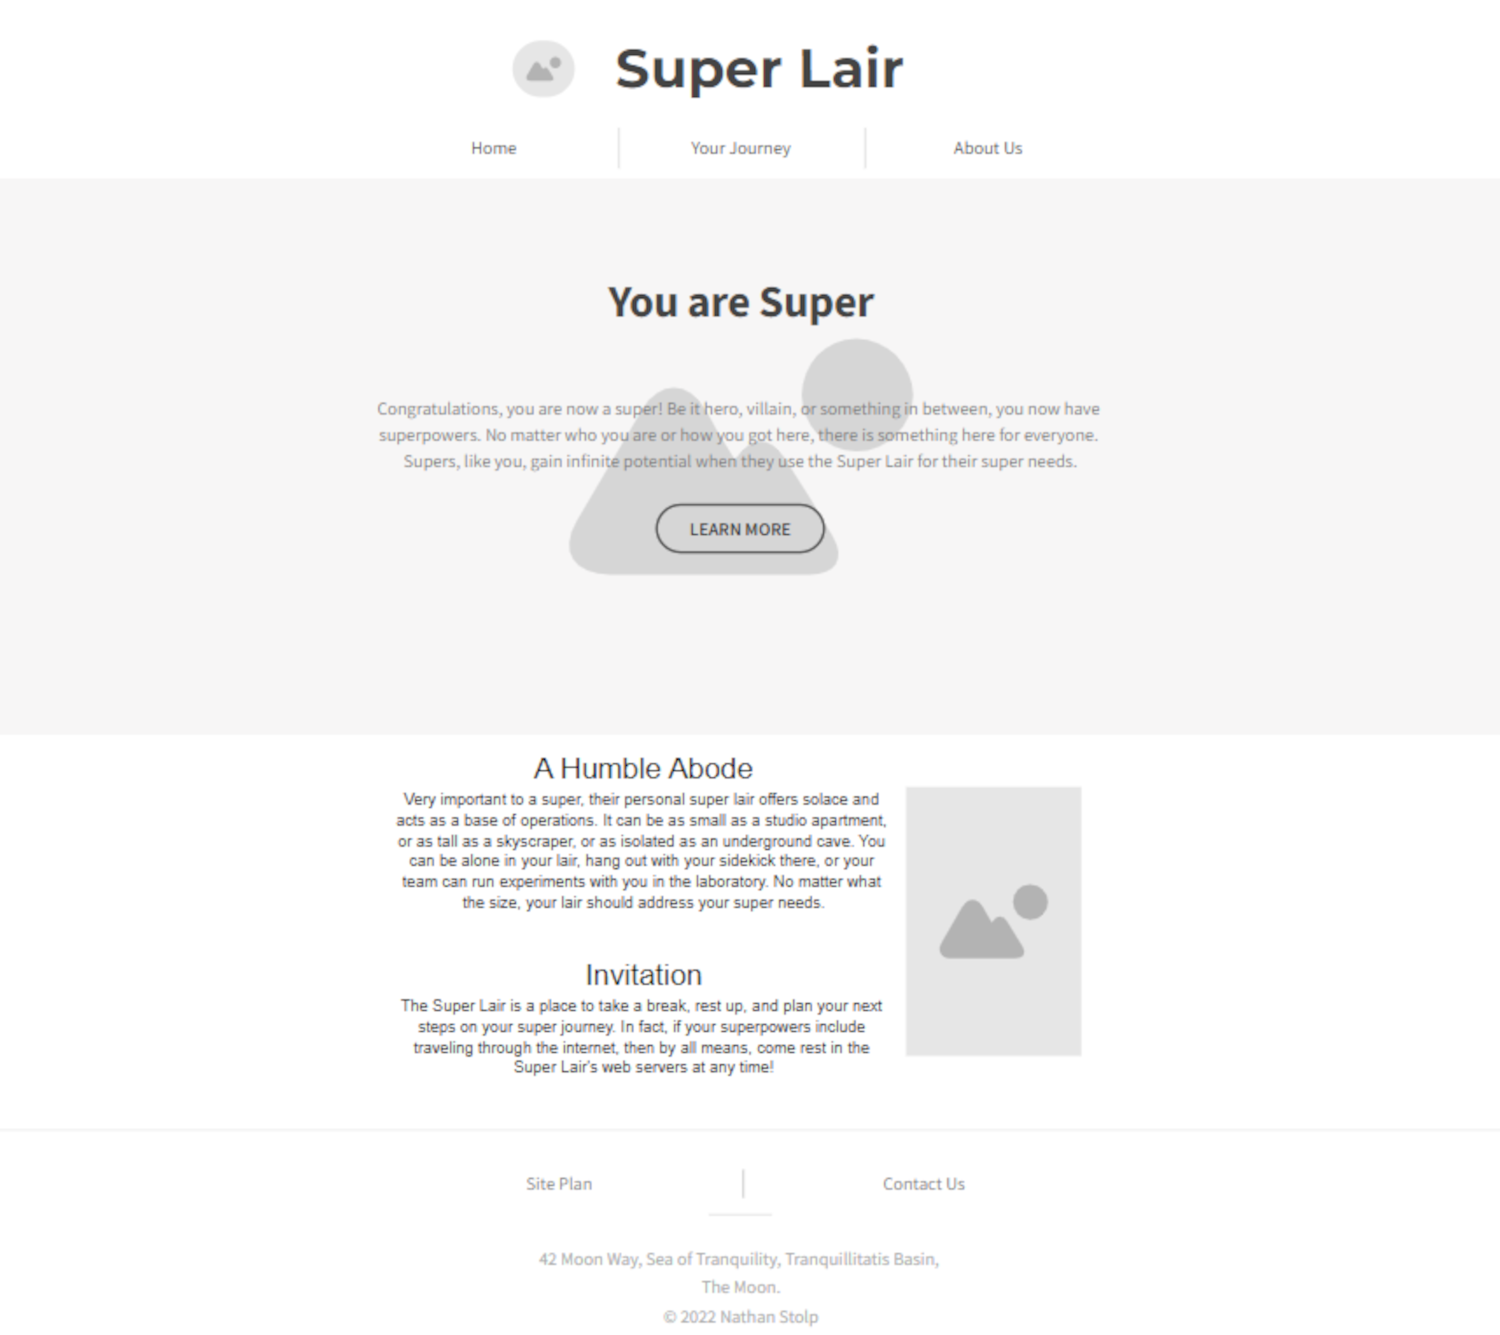 Super Lair
Home
Your Journey
About Us
You are Super
Congratulations, you are now a super! Be it hero, villain, or something in between, you now have
superpowers. No matter who you are or how you got here, there is something here for everyone.
Supers, like you, gain infinite potential when they use the Super Lair for their super needs.
LEARN MORE
A Humble Abode
Very important to a super, their personal super lair offers solace and
acts as a base of operations. It can be as small as a studio apartment,
or as tall as a skyscraper, or as isolated as an underground cave. You
can be alone in your lair, hang out with your sidekick there, or your
team can run experiments with you in the laboratory. No matter what
the size, your lair should address your super needs.
Invitation
The Super Lair is a place to take a break, rest up, and plan your next
steps on your super journey. In fact, if your superpowers include
traveling through the internet, then by all means, come rest in the
Super Lair's web servers at any time!
Site Plan
Contact Us
42 Moon Way, Sea of Tranquility, Tranquillitatis Basin,
The Moon.
© 2022 Nathan Stolp